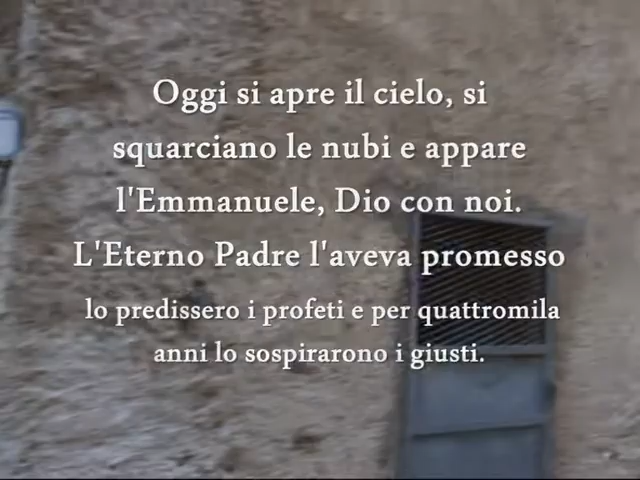 Oggi si apre il cielo, si
squarciano le nubi e appare
l'Emmanuele, Dio con noi.
L'Eterno Padre l'aveva promesso
lo predissero i profeti e per quattromila
anni lo sospirarono i giusti.